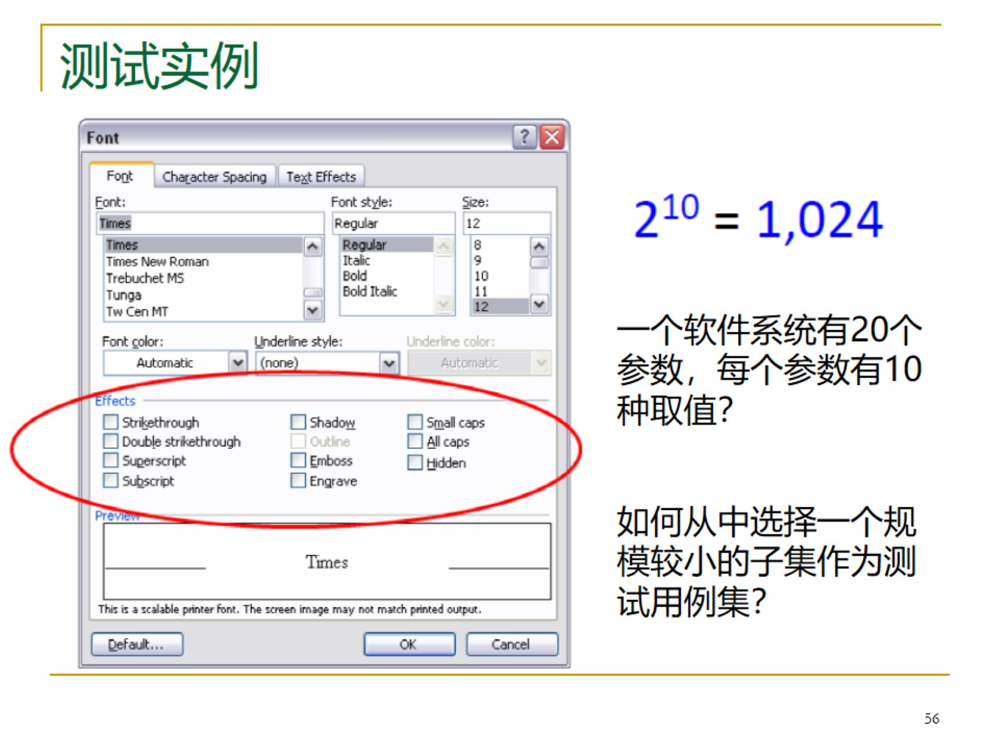 测试实例
Font
Font Character Spacing Text Effects
Font: Font style: Size:
Times Regular 12
Times Regular 8
Times New Roman Italic 9
Trebuchet MS Bold 10
Tunga Bold Italic 11
Tw Cen MT 12
Font color: Underline style: Underline color:
Automatic (none) Automatic
Effects
Strikethrough Shadow Small caps
Double strikethrough Outline All caps
Superscript Emboss Hidden
Subscript Engrave
Preview
Times
This is a scalable printer font. The screen image may not match printed output.
Default... OK Cancel
2^10 = 1,024
一个软件系统有20个
参数，每个参数有10
种取值？
如何从中选择一个规
模较小的子集作为测
试用例集？
56